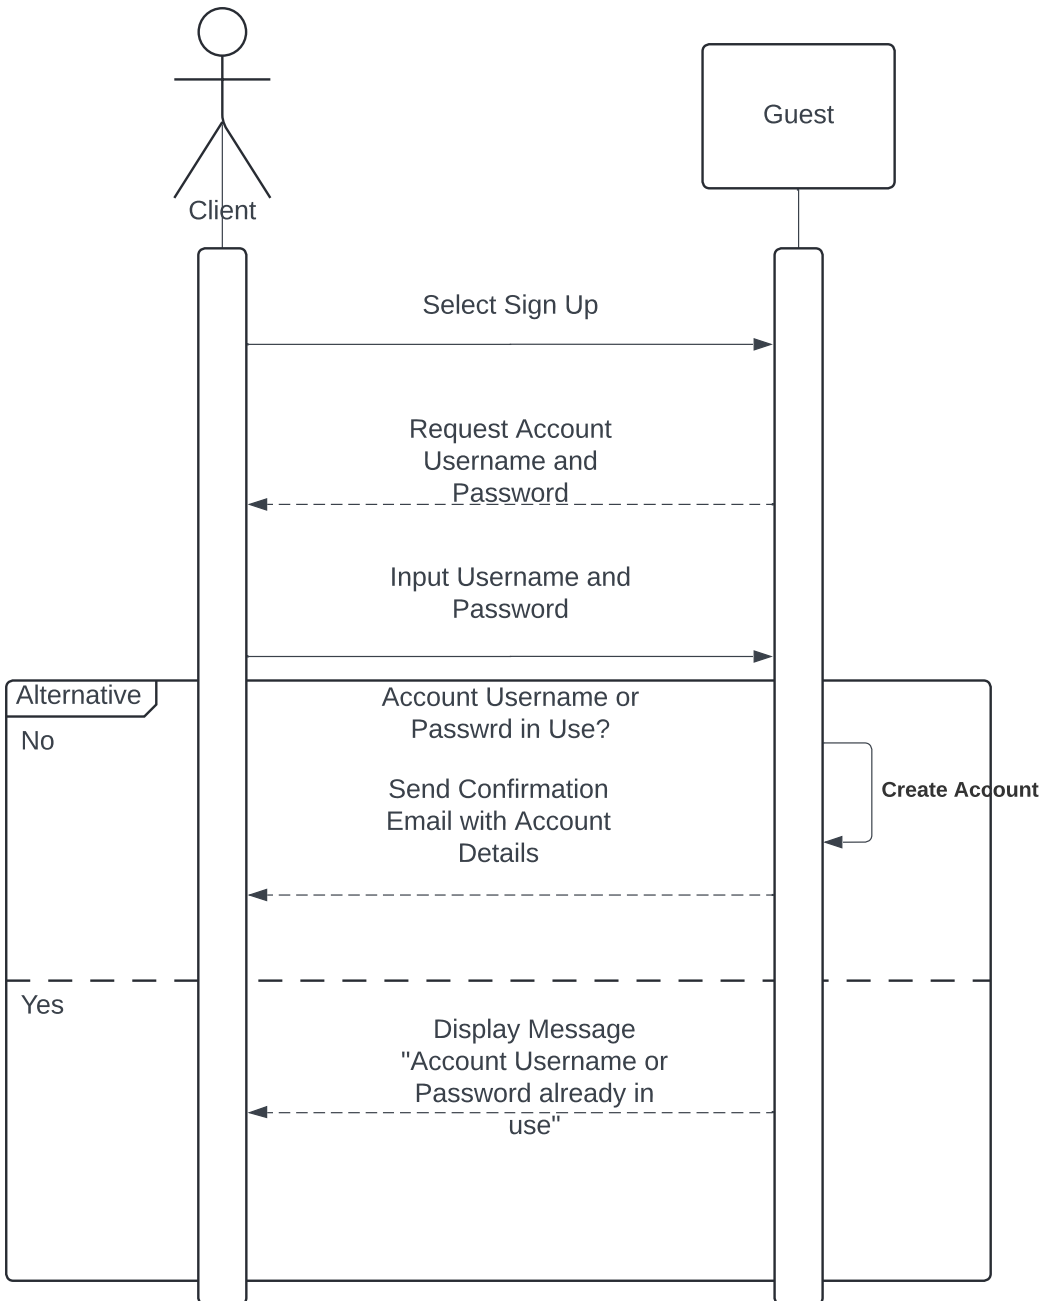 Guest
Client
Select Sign Up
Request Account
Username and
Password
Input Username and
Password
Alternative
Account Username or
Passwrd in Use?
No
Create Account
Send Confirmation
Email with Account
Details
Yes
Display Message
"Account Username or
Password already in
use"